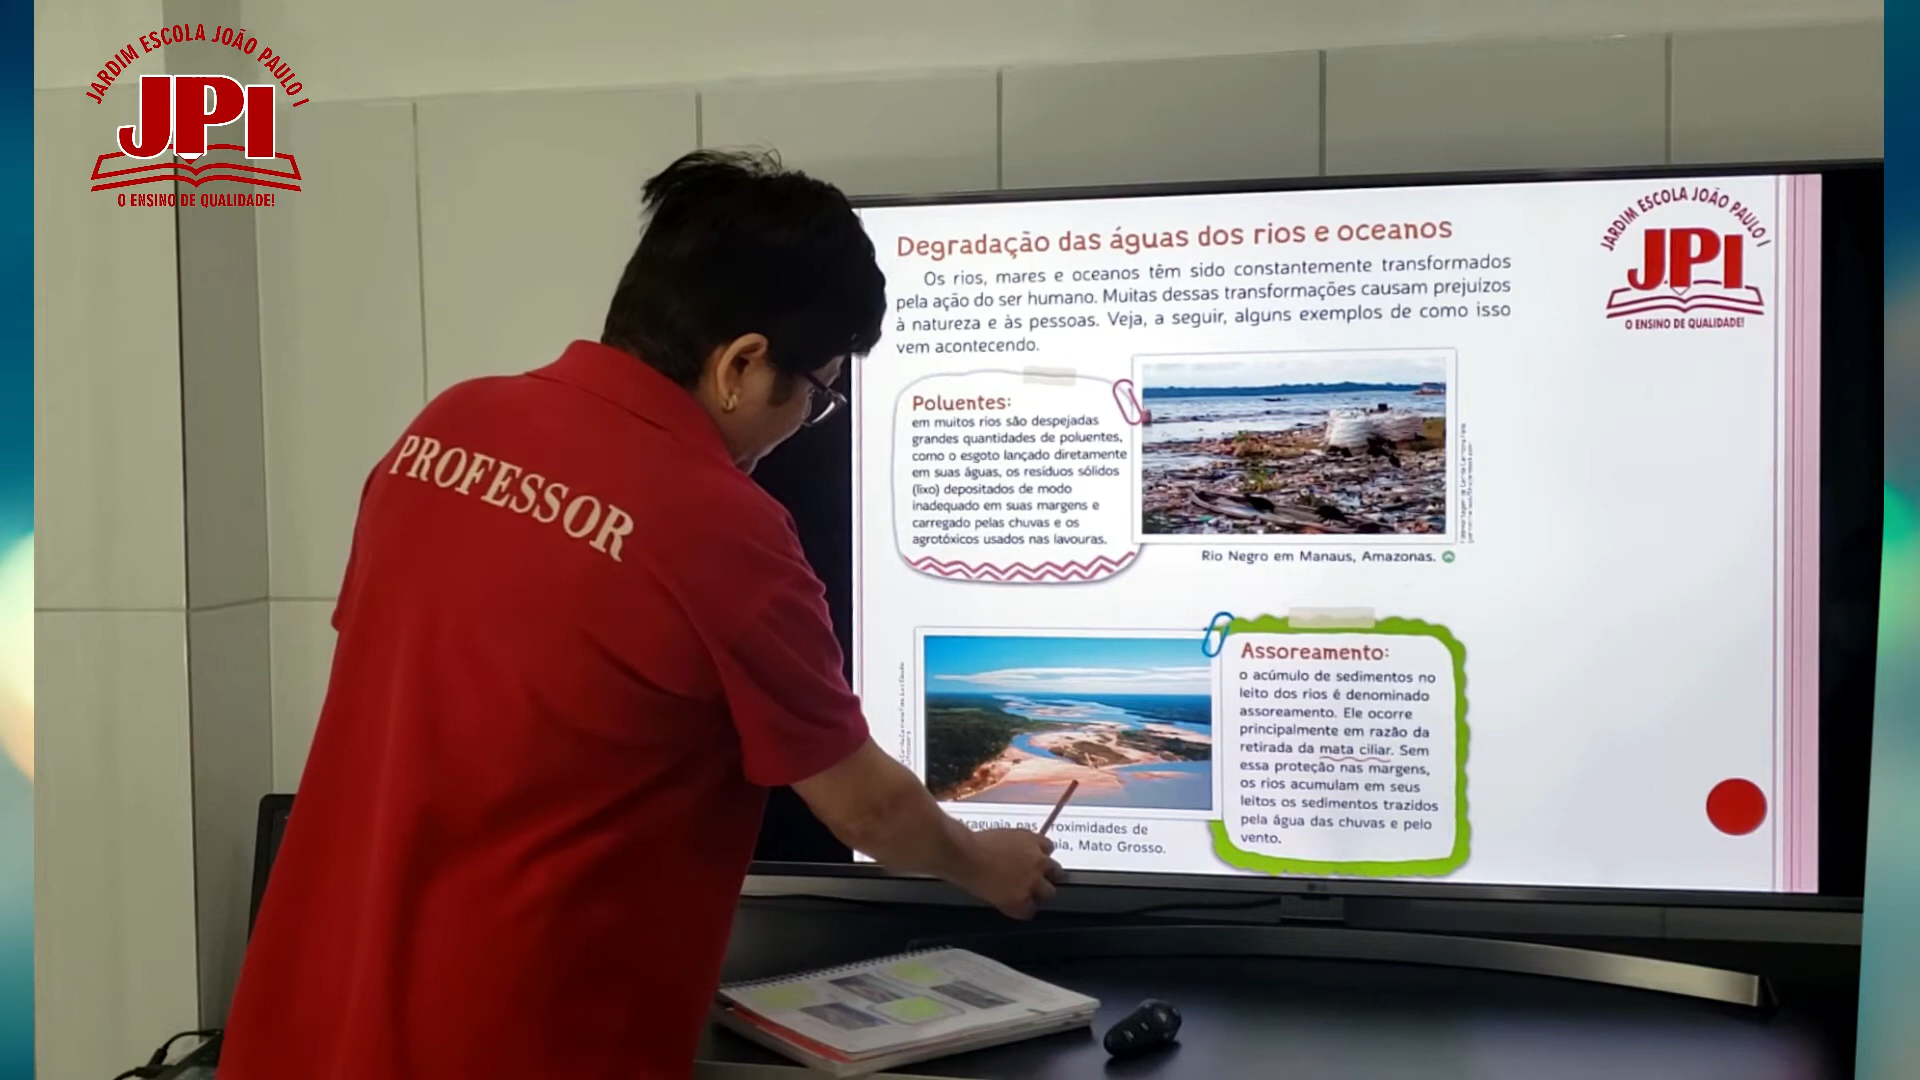 JARDIM ESCOLA JOÃO PAULO I
JPI
O ENSINO DE QUALIDADE!
PROFESSOR
JARDIM ESCOLA JOÃO PAULO I
JPI
O ENSINO DE QUALIDADE!
Degradação das águas dos rios e oceanos
Os rios, mares e oceanos têm sido constantemente transformados
pela ação do ser humano. Muitas dessas transformações causam prejuízos
à natureza e às pessoas. Veja, a seguir, alguns exemplos de como isso
vem acontecendo.
Poluentes:
em muitos rios são despejadas
grandes quantidades de poluentes,
como o esgoto lançado diretamente
em suas águas, os resíduos sólidos
(lixo) depositados de modo
inadequado em suas margens e
carregado pelas chuvas e os
agrotóxicos usados nas lavouras.
Rio Negro em Manaus, Amazonas.
Assoreamento:
o acúmulo de sedimentos no
leito dos rios é denominado
assoreamento. Ele ocorre
principalmente em razão da
retirada da mata ciliar. Sem
essa proteção nas margens,
os rios acumulam em seus
leitos os sedimentos trazidos
pela água das chuvas e pelo
vento.
Araguaia nas proximidades de
Mato Grosso.
LG